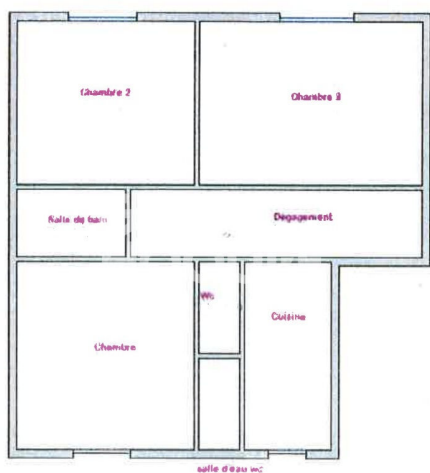 Chambre 2
Chambre 3
Salle de bain
Dégagement
Wc
Cuisine
Chambre
salle d'eau wc